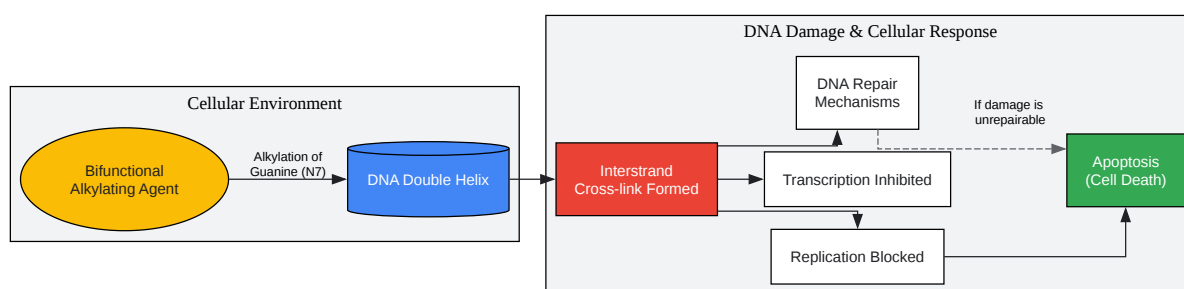 DNA Damage & Cellular Response
Cellular Environment
Bifunctional
Alkylating Agent
Alkylation of
Guanine (N7)
DNA Double Helix
Interstrand
Cross-link Formed
DNA Repair
Mechanisms
Transcription Inhibited
Replication Blocked
If damage is
unrepairable
Apoptosis
(Cell Death)